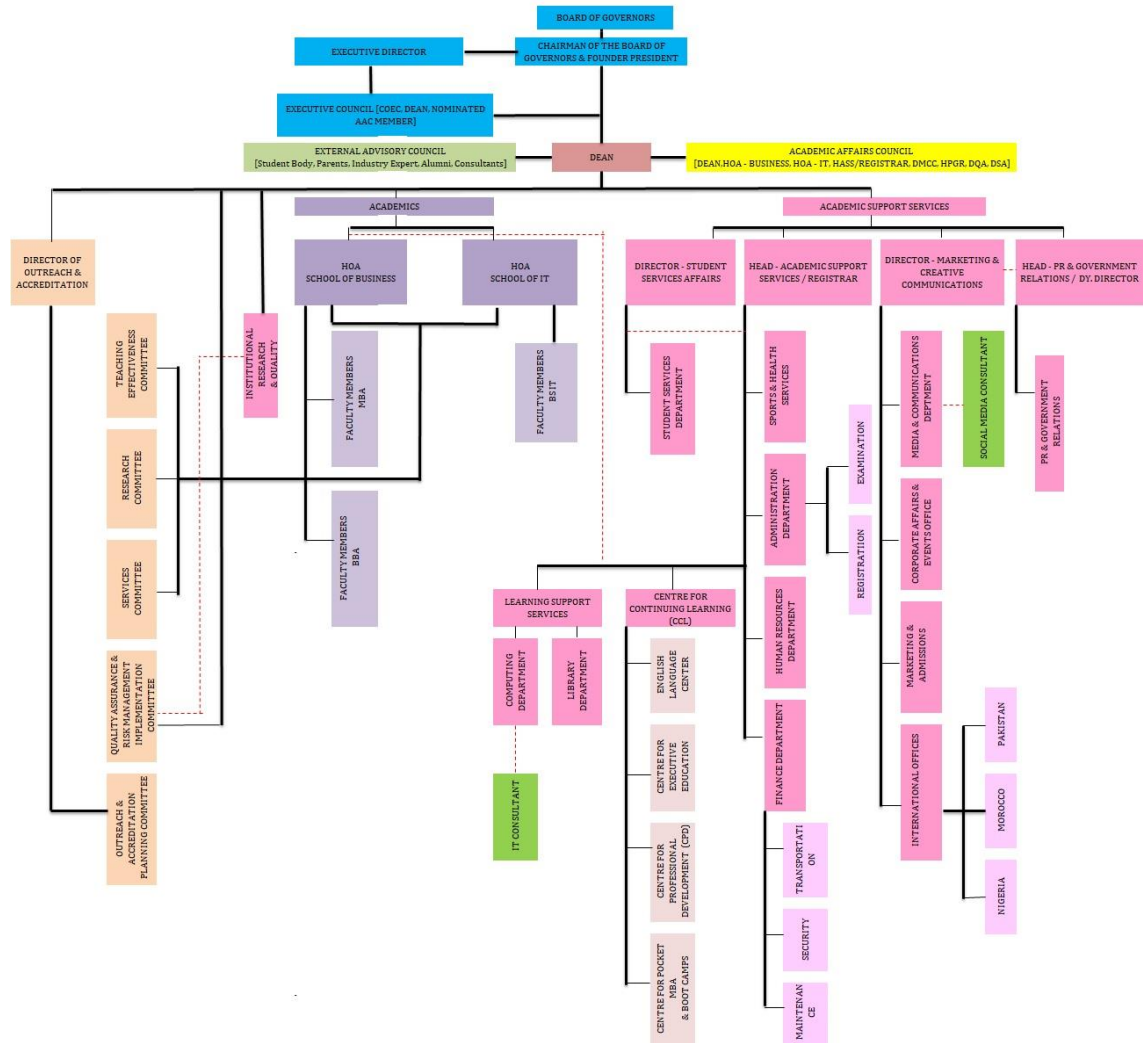 BOARD OF GOVERNORS
EXECUTIVE DIRECTOR
CHAIRMAN OF THE BOARD OF
GOVERNORS & FOUNDER PRESIDENT
EXECUTIVE COUNCIL [COEC, DEAN, NOMINATED
AAC MEMBER]
EXTERNAL ADVISORY COUNCIL
[Student Body, Parents, Industry Expert, Alumni, Consultants]
DEAN
ACADEMIC AFFAIRS COUNCIL
[DEAN,HOA - BUSINESS, HOA - IT, HASS/REGISTRAR, DMCC, HPGR, DQA, DSA]
ACADEMICS
ACADEMIC SUPPORT SERVICES
DIRECTOR OF
OUTREACH &
ACCREDITATION
HOA
SCHOOL OF BUSINESS
HOA
SCHOOL OF IT
DIRECTOR - STUDENT
SERVICES AFFAIRS
HEAD - ACADEMIC SUPPORT
SERVICES / REGISTRAR
DIRECTOR - MARKETING &
CREATIVE
COMMUNICATIONS
HEAD - PR & GOVERNMENT
RELATIONS / DY. DIRECTOR
TEACHING
EFFECTIVENESS
COMMITTEE
INSTITUTIONAL
RESEARCH
& QUALITY
FACULTY MEMBERS
MBA
FACULTY MEMBERS
BS IT
STUDENT SERVICES
DEPARTMENT
SPORTS & HEALTH
SERVICES
MEDIA & COMMUNICATIONS
DEPTMENT
SOCIAL MEDIA CONSULTANT
PR & GOVERNMENT
RELATIONS
RESEARCH
COMMITTEE
FACULTY MEMBERS
BBA
ADMINISTRATION
DEPARTMENT
EXAMINATION
REGISTRATIION
CORPORATE AFFAIRS &
EVENTS OFFICE
SERVICES
COMMITTEE
LEARNING SUPPORT
SERVICES
CENTRE FOR
CONTINUING LEARNING
(CCL)
HUMAN RESOURCES
DEPARTMENT
MARKETING &
ADMISSIONS
COMPUTING
DEPARTMENT
LIBRARY
DEPARTMENT
ENGLISH
LANGUAGE
CENTER
QUALITY ASSURANCE &
RISK MANAGEMENT
IMPLEMENTATION
COMMITTEE
CENTRE FOR
EXECUTIVE
EDUCATION
FINANCE DEPARTMENT
INTERNATIONAL OFFICES
PAKISTAN
MOROCCO
NIGERIA
OUTREACH &
ACCREDITATION
PLANNING COMMITTEE
IT CONSULTANT
CENTRE FOR
PROFESSIONAL
DEVELOPMENT (CPD)
TRANSPORTATI
ON
SECURITY
CENTRE FOR POCKET
MBA
& BOOT CAMPS
MAINTENAN
CE